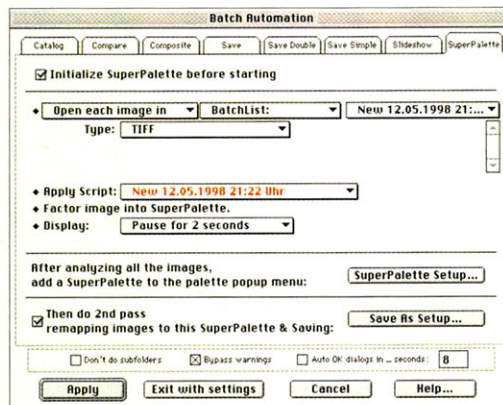 Batch Automation
Catalog Compare Composite Save Save Double Save Simple Slideshow SuperPalette
Initialize SuperPalette before starting
Open each image in BatchList: New 12.05.1998 21:...
Type: TIFF
Apply Script: New 12.05.1998 21:22 Uhr
Factor image into SuperPalette.
Display: Pause for 2 seconds
After analyzing all the images,
add a SuperPalette to the palette popup menu: SuperPalette Setup...
Then do 2nd pass
remapping images to this SuperPalette & Saving: Save As Setup...
Don't do subfolders Bypass warnings Auto OK dialogs in … seconds: 8
Apply Exit with settings Cancel Help...